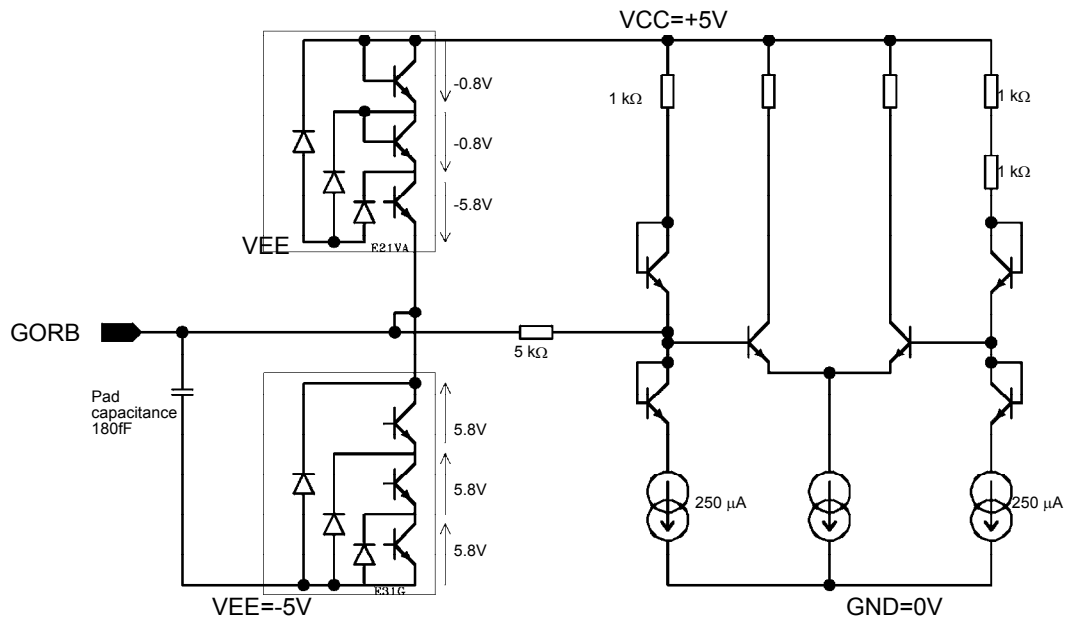 VCC=+5V
-0.8V
1 kΩ
1 kΩ
-0.8V
1 kΩ
-5.8V
VEE
E21VA
GORB
5 kΩ
Pad
capacitance
180fF
5.8V
5.8V
250 μA
250 μA
5.8V
E31G
VEE=-5V
GND=0V